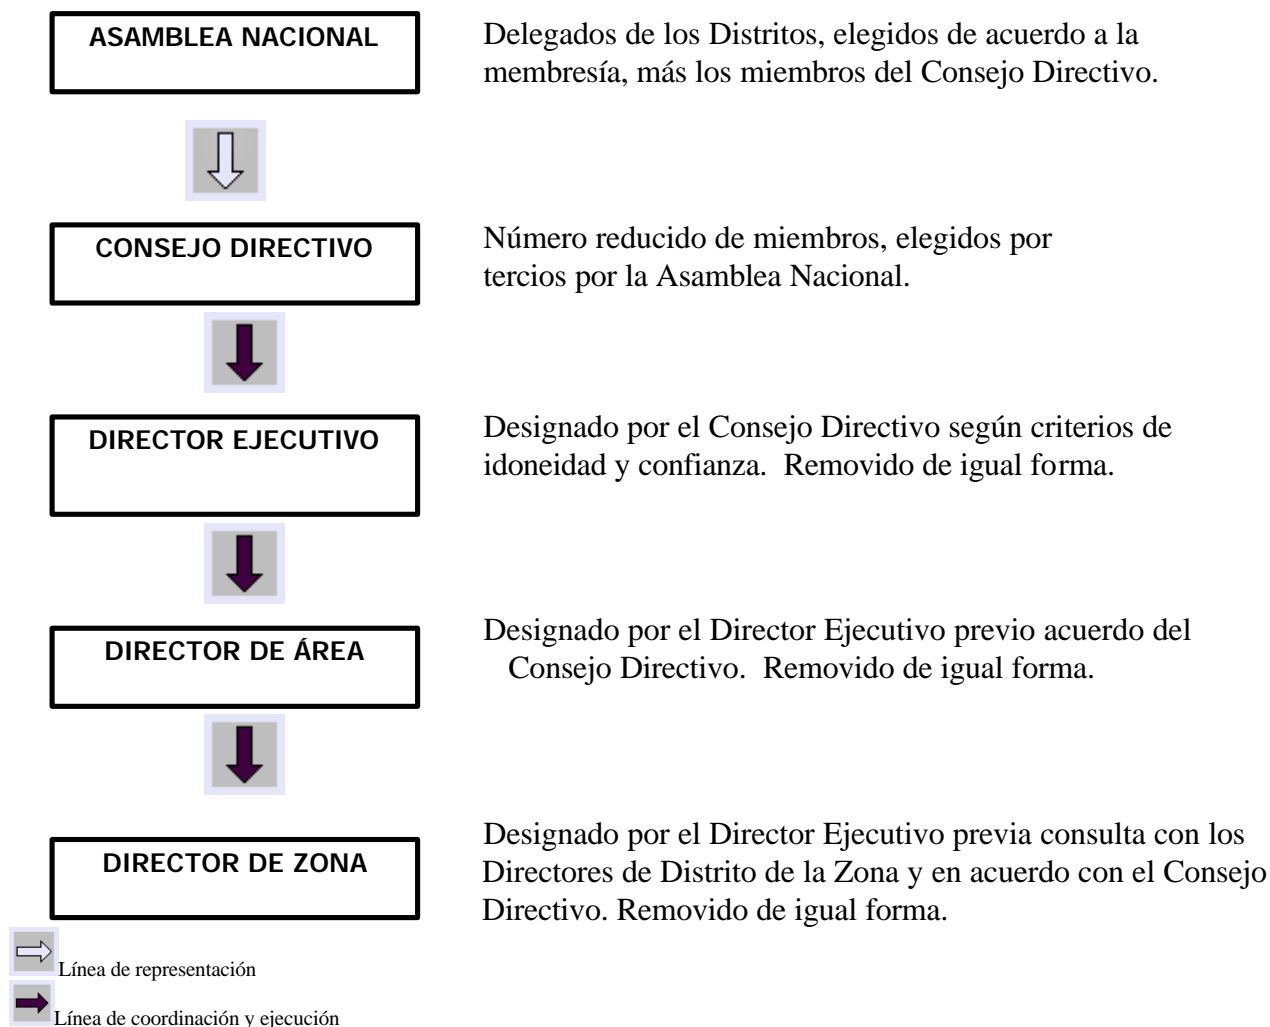 ASAMBLEA NACIONAL
Delegados de los Distritos, elegidos de acuerdo a la
membresía, más los miembros del Consejo Directivo.
CONSEJO DIRECTIVO
Número reducido de miembros, elegidos por
tercios por la Asamblea Nacional.
DIRECTOR EJECUTIVO
Designado por el Consejo Directivo según criterios de
idoneidad y confianza. Removido de igual forma.
DIRECTOR DE ÁREA
Designado por el Director Ejecutivo previo acuerdo del
Consejo Directivo. Removido de igual forma.
DIRECTOR DE ZONA
Designado por el Director Ejecutivo previa consulta con los
Directores de Distrito de la Zona y en acuerdo con el Consejo
Directivo. Removido de igual forma.
Línea de representación
Línea de coordinación y ejecución